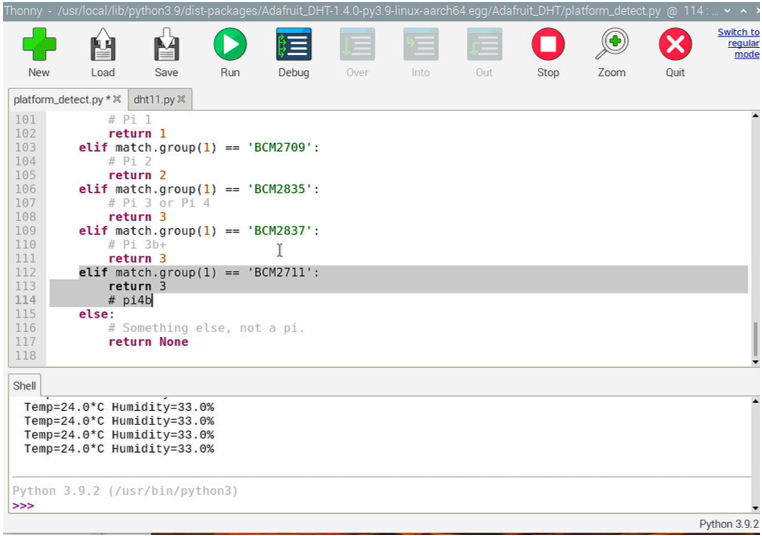 Thonny - /usr/local/lib/python3.9/dist-packages/Adafruit_DHT-1.4.0-py3.9-linux-aarch64.egg/Adafruit_DHT/platform_detect.py @ 114 : ...
New Load Save Run Debug Over Into Out Stop Zoom Quit
Switch to
regular
mode
platform_detect.py * dht11.py
101 # Pi 1
102 return 1
103 elif match.group(1) == 'BCM2709':
104 # Pi 2
105 return 2
106 elif match.group(1) == 'BCM2835':
107 # Pi 3 or Pi 4
108 return 3
109 elif match.group(1) == 'BCM2837':
110 # Pi 3b+
111 return 3
112 elif match.group(1) == 'BCM2711':
113 return 3
114 # pi4b
115 else:
116 # Something else, not a pi.
117 return None
118
Shell
Temp=24.0*C Humidity=33.0%
Temp=24.0*C Humidity=33.0%
Temp=24.0*C Humidity=33.0%
Temp=24.0*C Humidity=33.0%
Python 3.9.2 (/usr/bin/python3)
>>>
Python 3.9.2